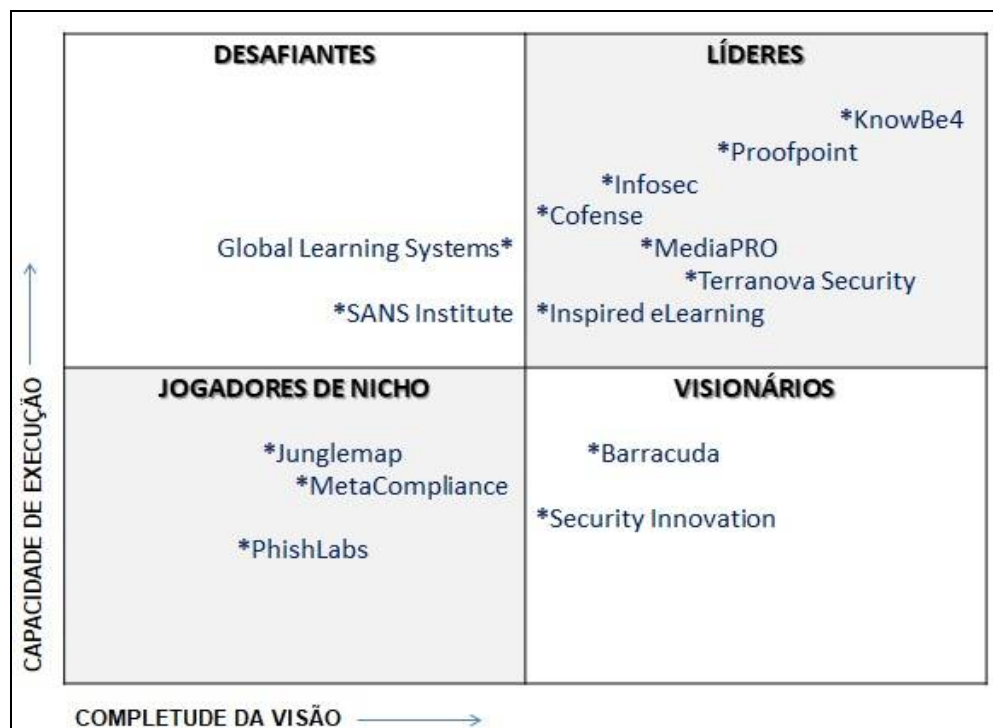 DESAFIANTES
LÍDERES
*KnowBe4
*Proofpoint
*Infosec
*Cofense
Global Learning Systems*
*MediaPRO
*Terranova Security
*SANS Institute
*Inspired eLearning
JOGADORES DE NICHO
VISIONÁRIOS
*Junglemap
*Barracuda
*MetaCompliance
*Security Innovation
*PhishLabs
CAPACIDADE DE EXECUÇÃO
COMPLETUDE DA VISÃO